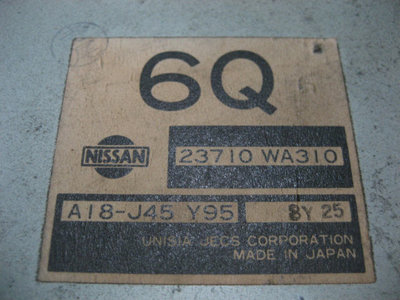 6Q
NISSAN
23710 WA310
A18-J45 Y95
8Y 25
UNISIA JECS CORPORATION
MADE IN JAPAN